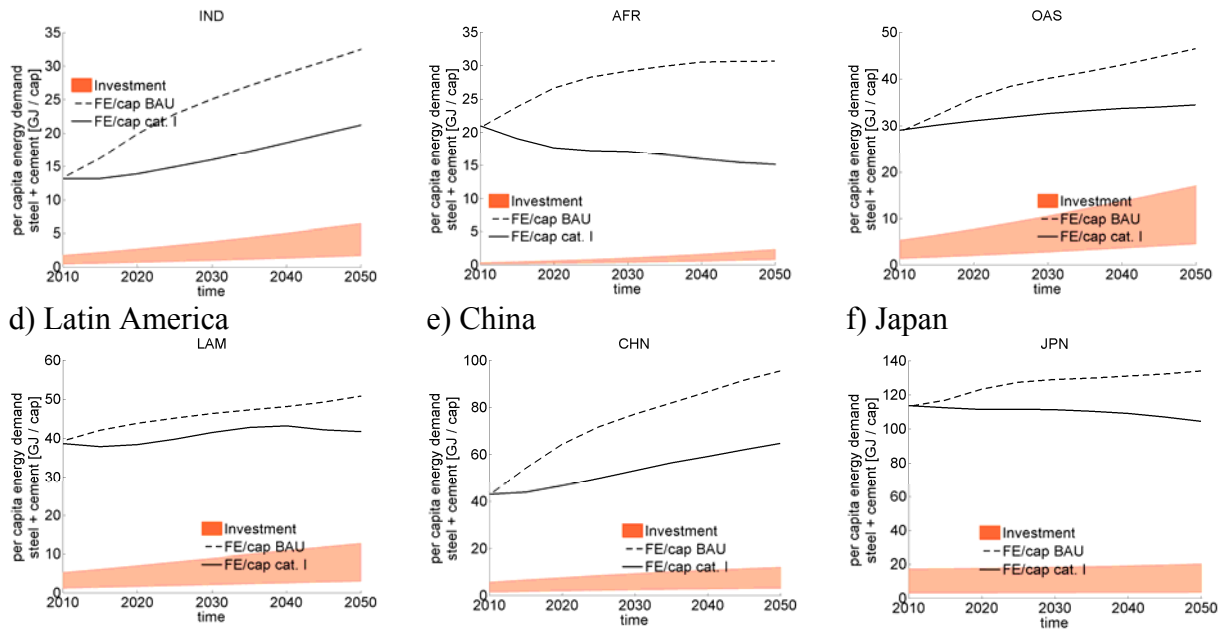 IND
per capita energy demand
steel + cement [GJ / cap]
35
30
25
20
15
10
5
0
Investment
FE/cap BAU
FE/cap cat. I
2010 2020 2030 2040 2050
time
AFR
per capita energy demand
steel + cement [GJ / cap]
35
30
25
20
15
10
5
0
Investment
FE/cap BAU
FE/cap cat. I
2010 2020 2030 2040 2050
time
OAS
per capita energy demand
steel + cement [GJ / cap]
50
40
30
20
10
0
Investment
FE/cap BAU
FE/cap cat. I
2010 2020 2030 2040 2050
time
d) Latin America
LAM
per capita energy demand
steel + cement [GJ / cap]
60
50
40
30
20
10
0
Investment
FE/cap BAU
FE/cap cat. I
2010 2020 2030 2040 2050
time
e) China
CHN
per capita energy demand
steel + cement [GJ / cap]
100
80
60
40
20
0
Investment
FE/cap BAU
FE/cap cat. I
2010 2020 2030 2040 2050
time
f) Japan
JPN
per capita energy demand
steel + cement [GJ / cap]
140
120
100
80
60
40
20
0
Investment
FE/cap BAU
FE/cap cat. I
2010 2020 2030 2040 2050
time